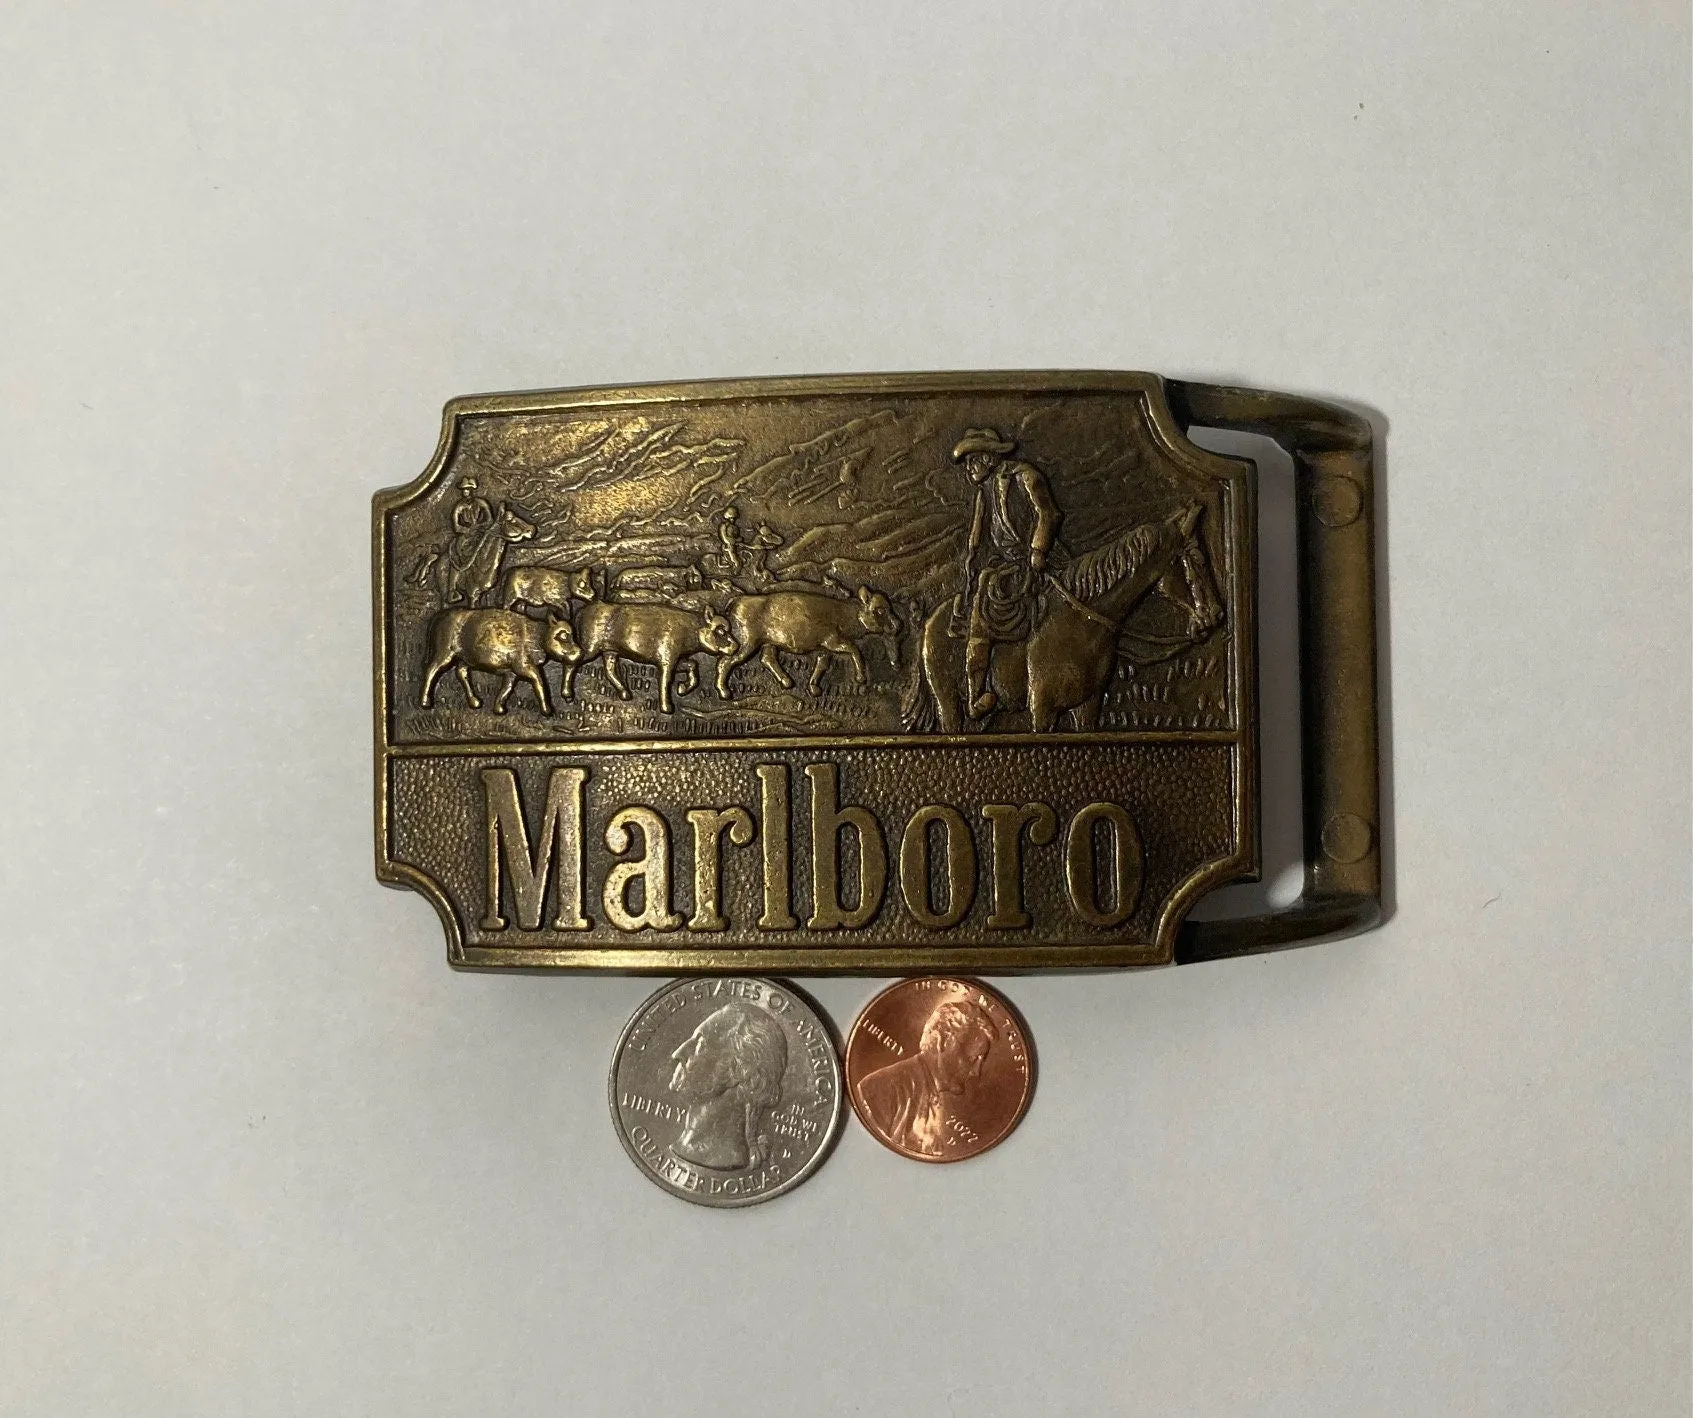 Marlboro
UNITED STATES OF AMERICA
LIBERTY
IN
GOD WE
TRUST
D
QUARTER DOLLAR
IN GOD WE TRUST
LIBERTY
2022
D